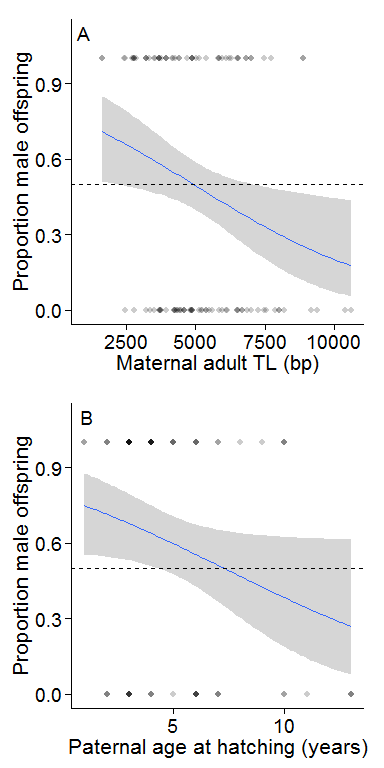 A
Proportion male offspring
0.9
0.6
0.3
0.0
2500 5000 7500 10000
Maternal adult TL (bp)
B
Proportion male offspring
0.9
0.6
0.3
0.0
5 10
Paternal age at hatching (years)